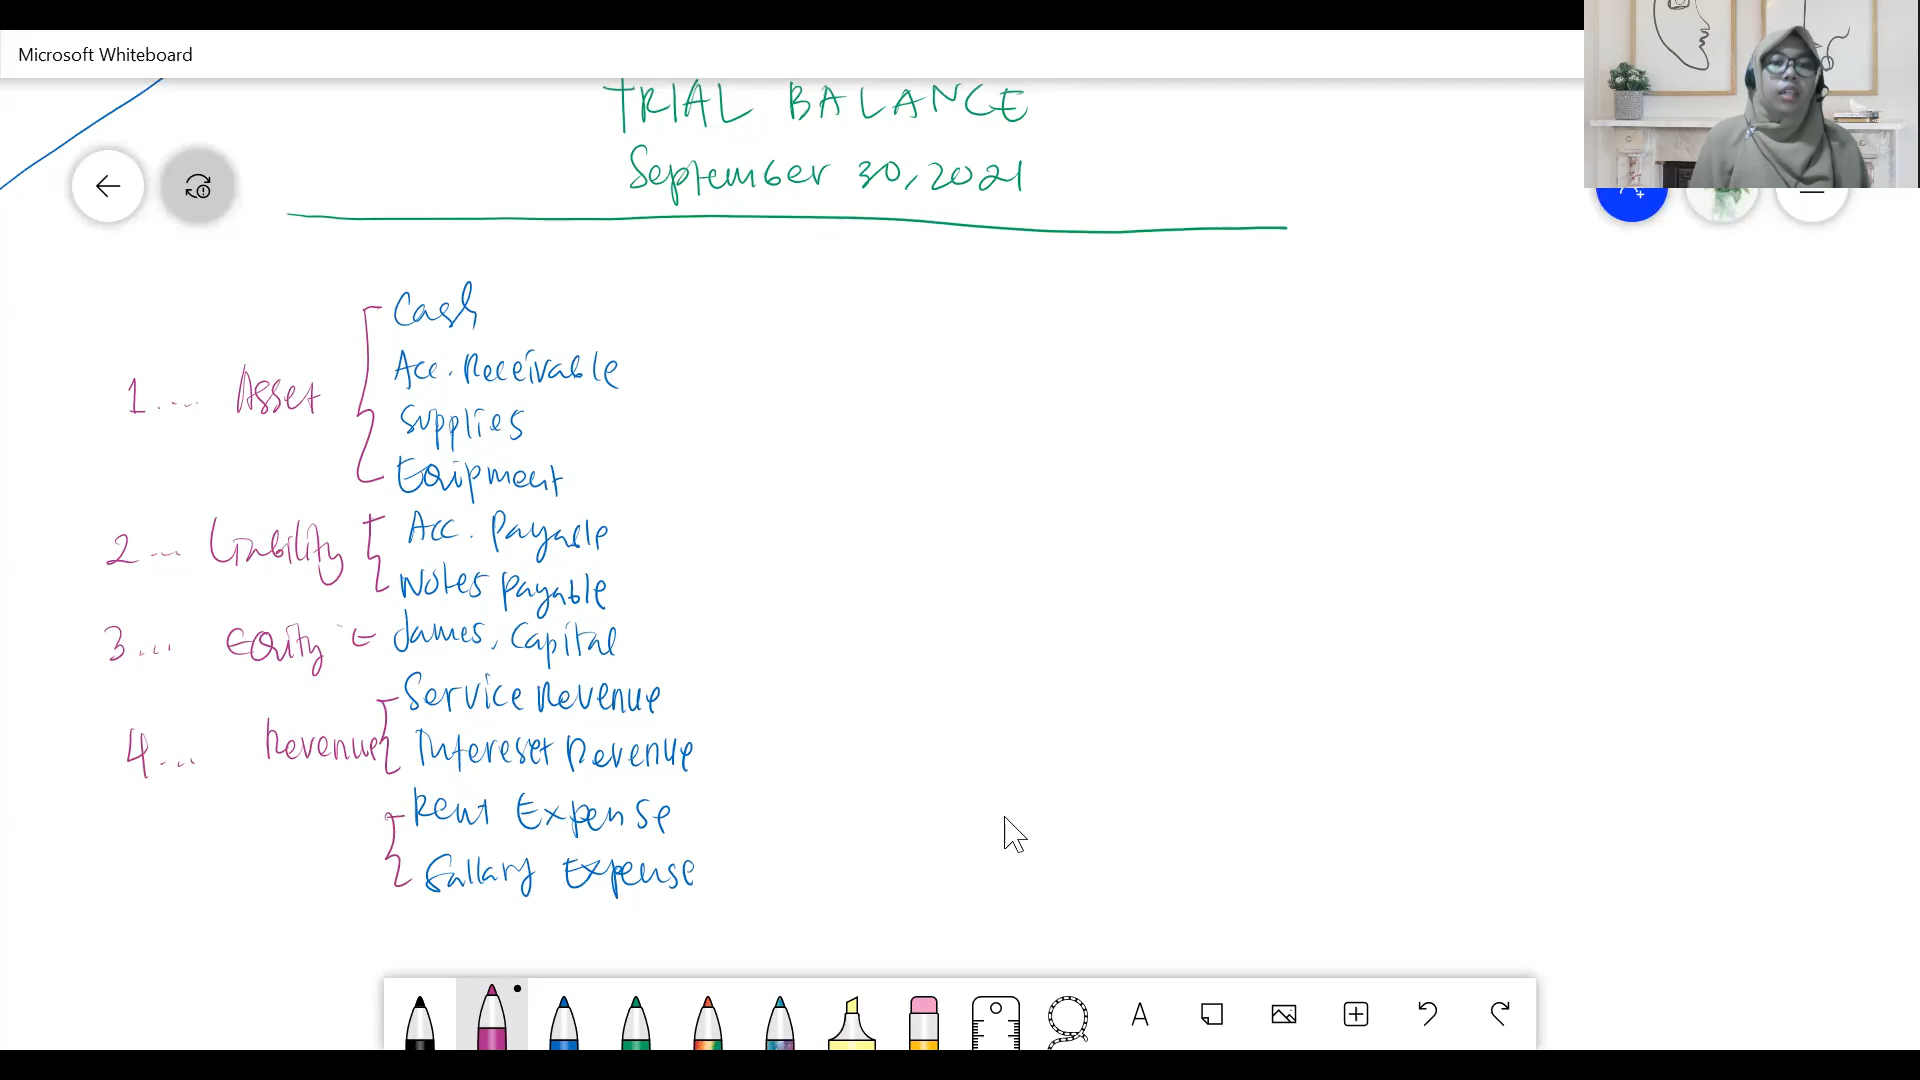 Microsoft Whiteboard
TRIAL BALANCE
September 30, 2021
Cash
Acc. Receivable
1.... Asset
Supplies
Equipment
Acc. Payable
2... Liability
Notes payable
3... Equity
James, Capital
Service Revenue
4... Revenue
Intereset Revenue
Rent Expense
Sallary Expense
A